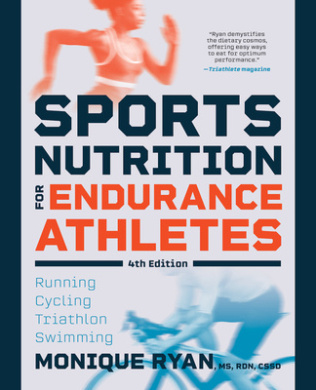 "Ryan demystifies
the dietary cosmos,
offering easy ways
to eat for optimum
performance."
—Triathlete magazine
SPORTS
NUTRITION
FOR ENDURANCE
ATHLETES
4th Edition
Running
Cycling
Triathlon
Swimming
MONIQUE RYAN, MS, RDN, CSSD